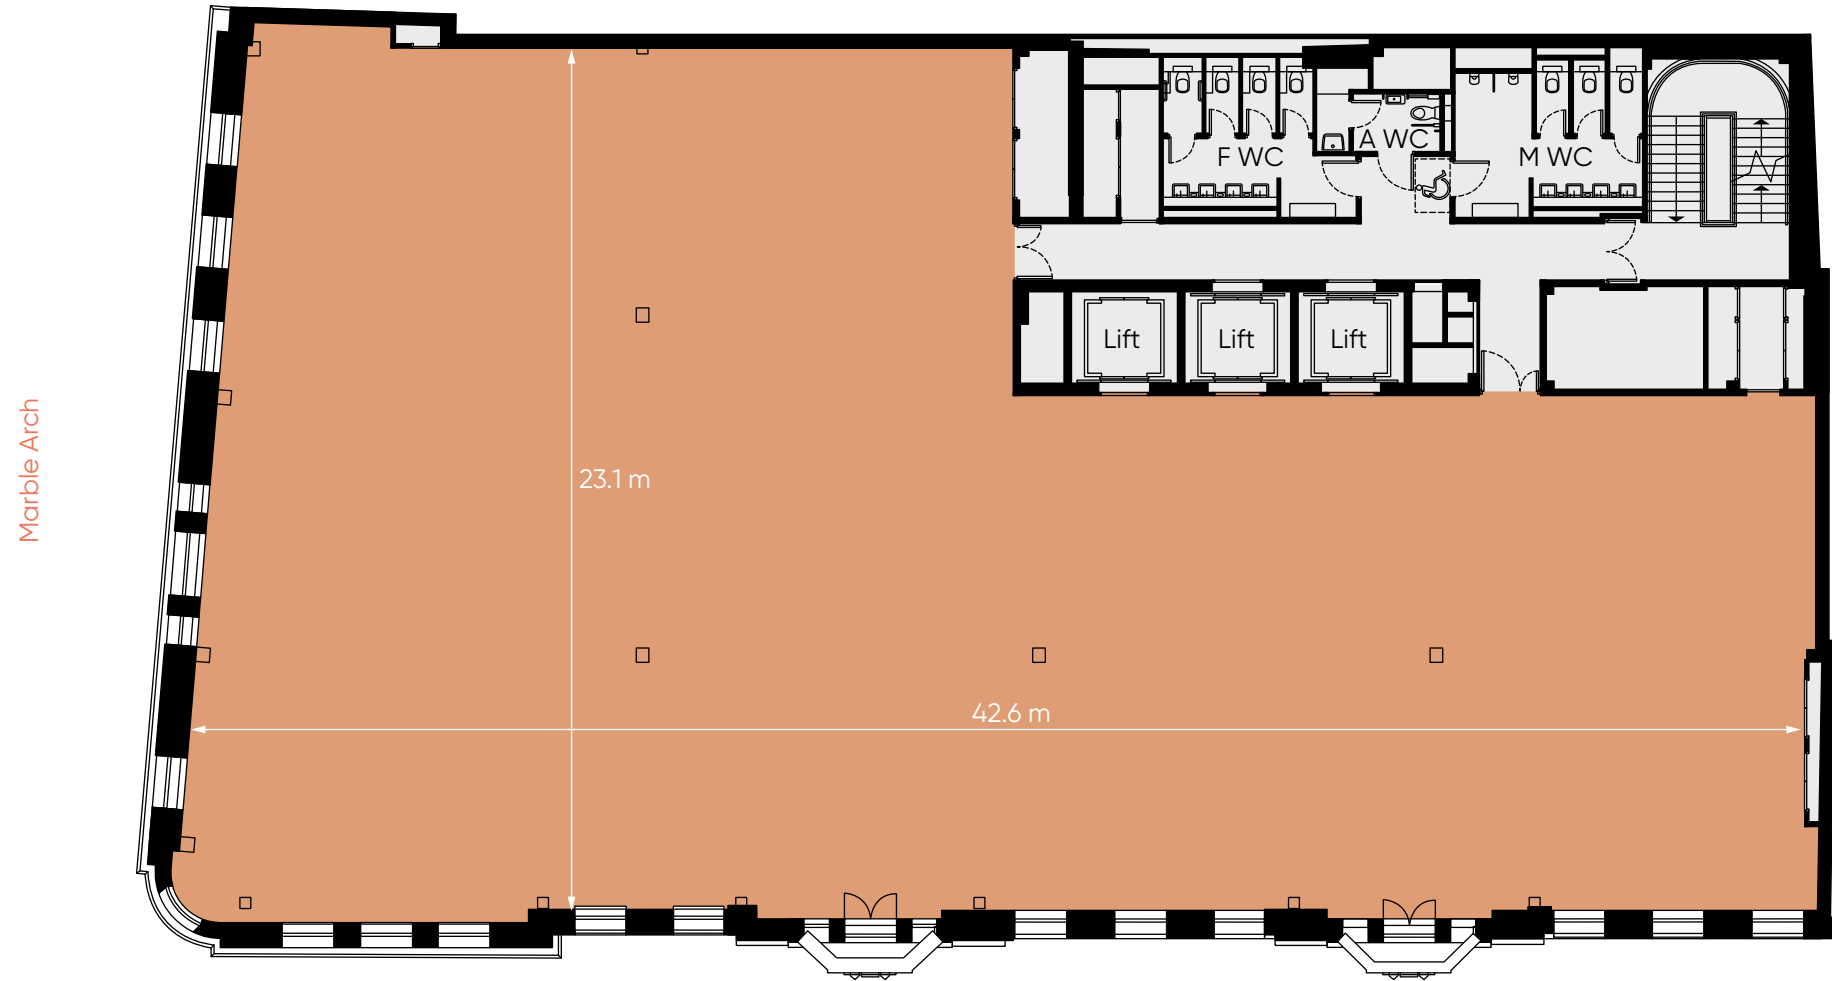 F WC
A WC
M WC
Lift
Lift
Lift
Marble Arch
23.1 m
42.6 m